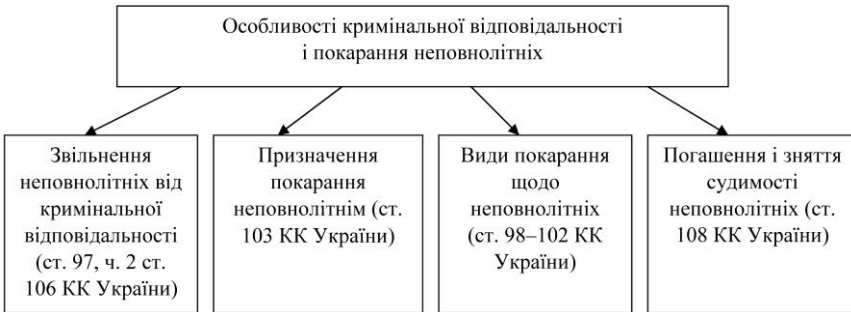 Особливості кримінальної відповідальності
і покарання неповнолітніх
Звільнення
неповнолітніх від
кримінальної
відповідальності
(ст. 97, ч. 2 ст.
106 КК України)
Призначення
покарання
неповнолітнім (ст.
103 КК України)
Види покарання
щодо
неповнолітніх
(ст. 98–102 КК
України)
Погашення і зняття
судимості
неповнолітніх (ст.
108 КК України)